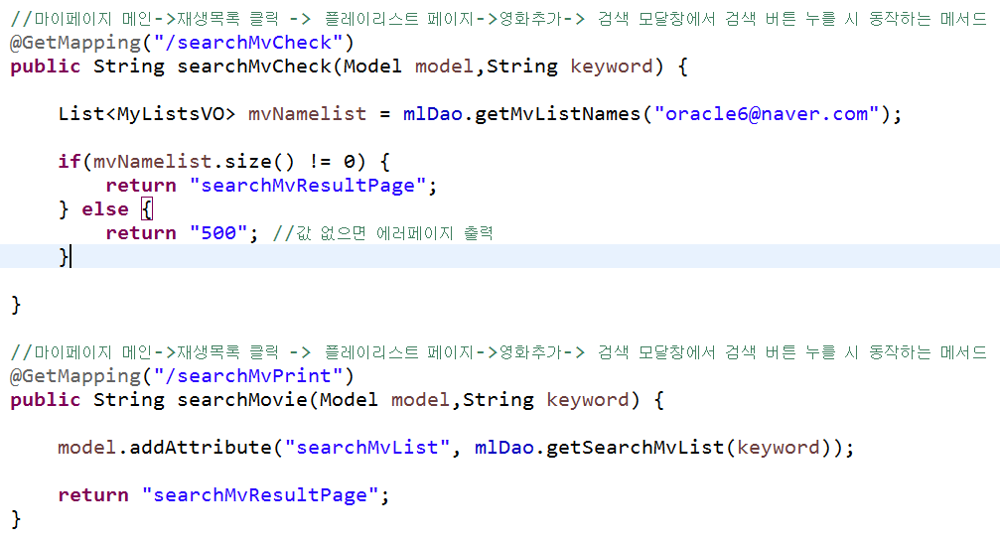 //마이페이지 메인->재생목록 클릭 -> 플레이리스트 페이지->영화추가-> 검색 모달창에서 검색 버튼 누를 시 동작하는 메서드
@GetMapping("/searchMvCheck")
public String searchMvCheck(Model model,String keyword) {
List<MyListsVO> mvNamelist = mlDao.getMvListNames("oracle6@naver.com");
if(mvNamelist.size() != 0) {
return "searchMvResultPage";
} else {
return "500"; //값 없으면 에러페이지 출력
}
}
//마이페이지 메인->재생목록 클릭 -> 플레이리스트 페이지->영화추가-> 검색 모달창에서 검색 버튼 누를 시 동작하는 메서드
@GetMapping("/searchMvPrint")
public String searchMovie(Model model,String keyword) {
model.addAttribute("searchMvList", mlDao.getSearchMvList(keyword));
return "searchMvResultPage";
}